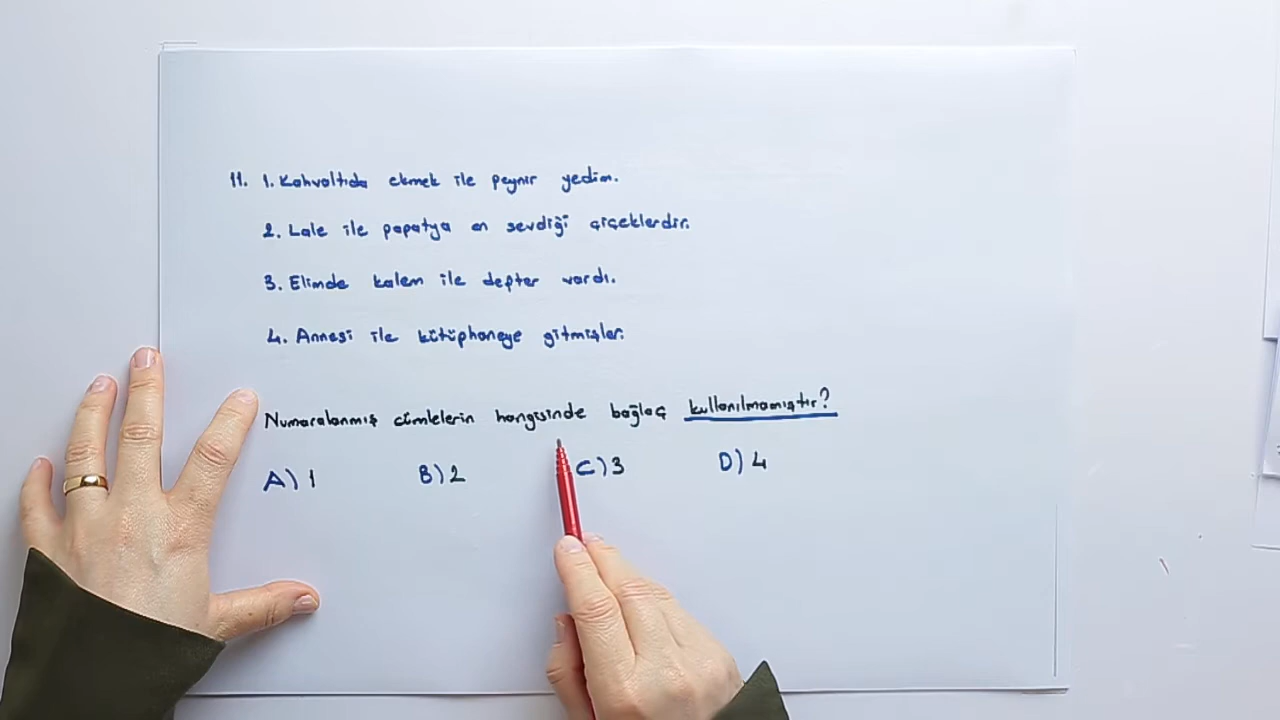 11. 1. Kahvaltıda ekmek ile peynir yedim.
2. Lale ile papatya en sevdiği çiçeklerdir.
3. Elimde kalem ile defter vardı.
4. Annesi ile kütüphaneye gitmişler.
Numaralanmış cümlelerin hangisinde bağlaç kullanılmamıştır?
A) 1 B) 2 C) 3 D) 4